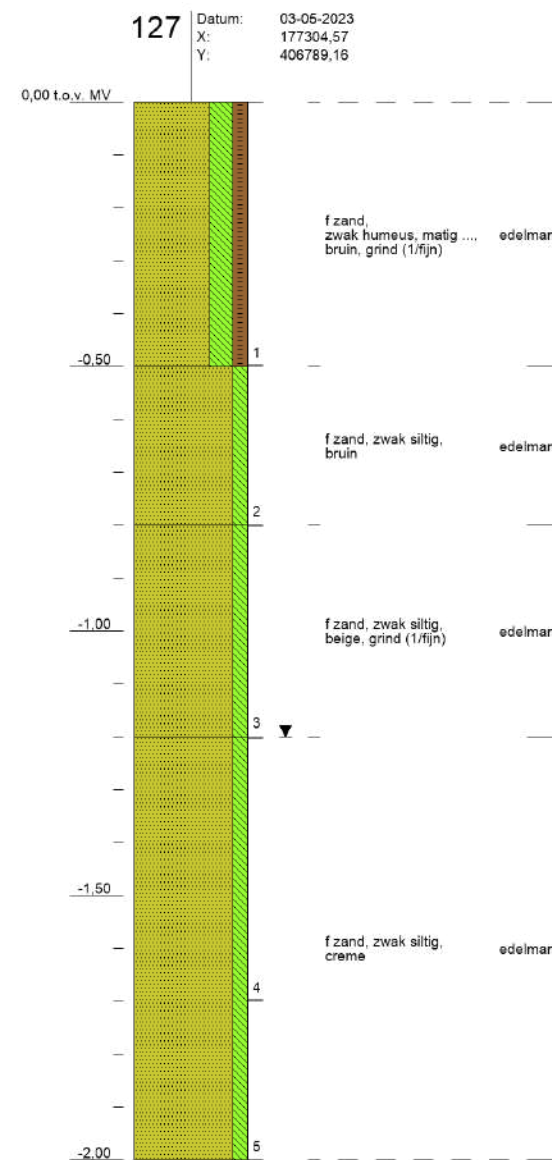 127
Datum: 03-05-2023
X: 177304,57
Y: 406789,16
0,00 t.o.v. MV
f zand,
zwak humeus, matig ...,
bruin, grind (1/fijn)
edelman
1
-0,50
f zand, zwak siltig,
bruin
edelman
2
-1,00
f zand, zwak siltig,
beige, grind (1/fijn)
edelman
3
-1,50
f zand, zwak siltig,
creme
edelman
4
5
-2,00